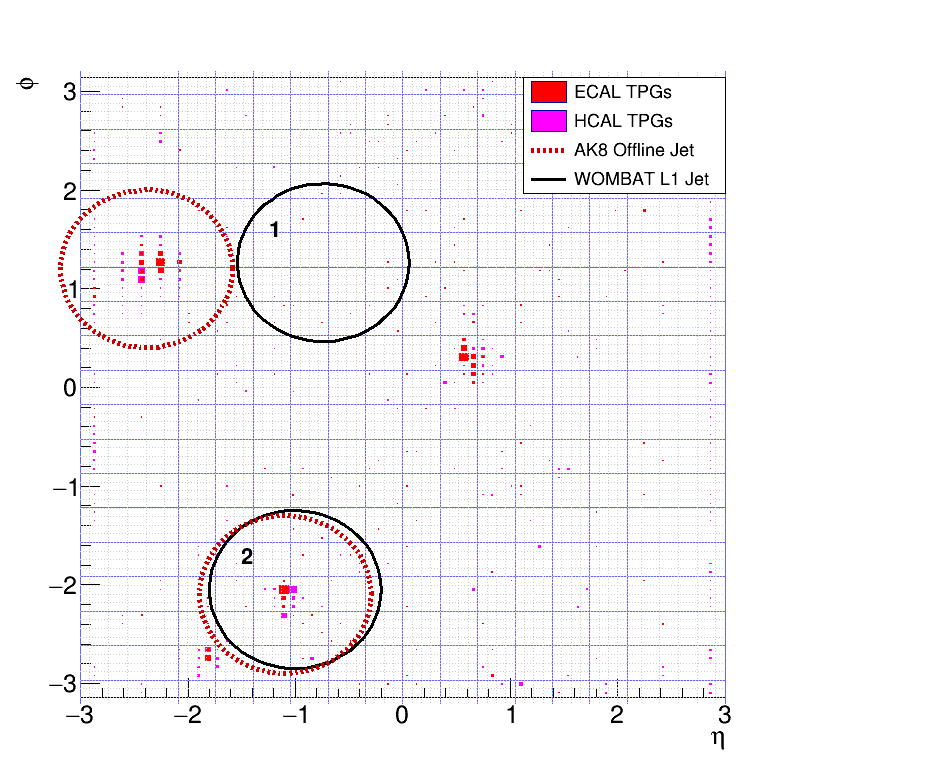 ϕ
3
2
1
0
−1
−2
−3
ECAL TPGs
HCAL TPGs
AK8 Offline Jet
WOMBAT L1 Jet
1
2
−3 −2 −1 0 1 2 3
η